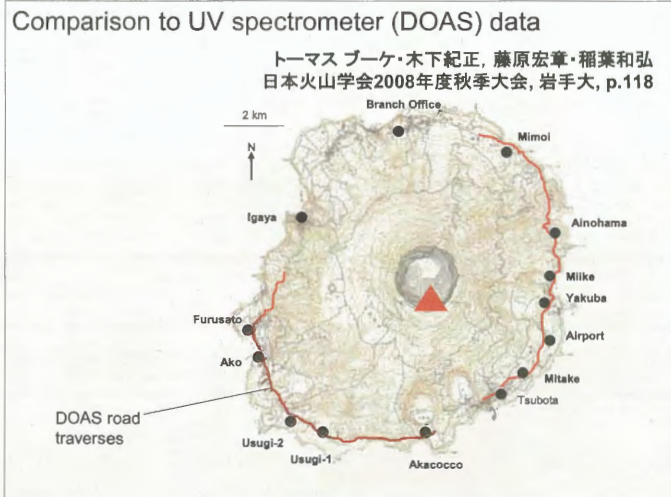 Comparison to UV spectrometer (DOAS) data
トーマス ブーケ・木下紀正, 藤原宏章・稲葉和弘
日本火山学会2008年度秋季大会, 岩手大, p.118
Branch Office
2 km
Mimoi
N
Igaya
Ainohama
Miike
Yakuba
Furusato
Airport
Ako
Mitake
Tsubota
DOAS road
traverses
Usugi-2
Usugi-1
Akacocco